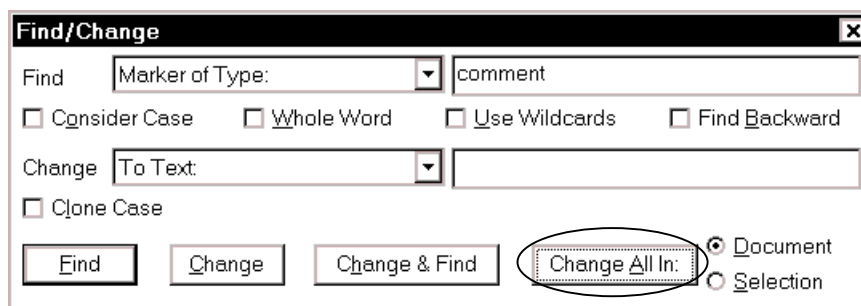 Find/Change
Find Marker of Type: comment
Consider Case Whole Word Use Wildcards Find Backward
Change To Text:
Clone Case
Find Change Change & Find Change All In: Document
Selection